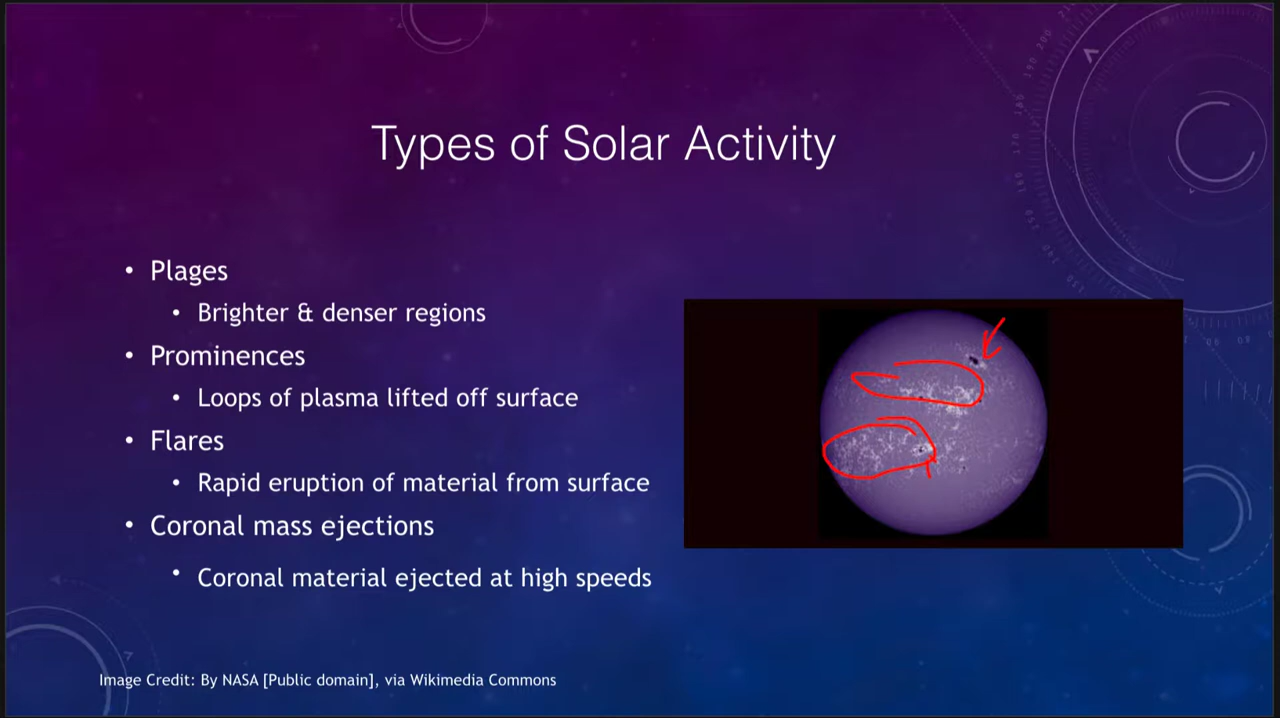 Types of Solar Activity
• Plages
• Brighter & denser regions
• Prominences
• Loops of plasma lifted off surface
• Flares
• Rapid eruption of material from surface
• Coronal mass ejections
• Coronal material ejected at high speeds
Image Credit: By NASA [Public domain], via Wikimedia Commons